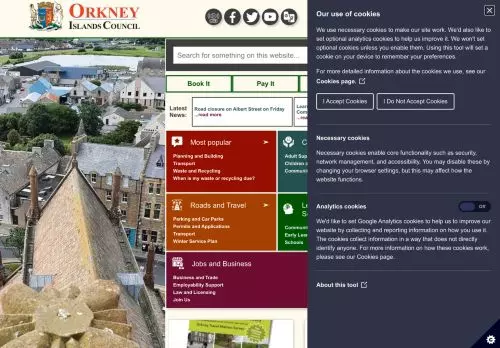 ORKNEY
ISLANDS COUNCIL
Search for something on this website...
Book It
Pay It
Latest News:
Road closure on Albert Street on Friday
...read more
Learn
Com
...rea
Most popular
Planning and Building
Transport
Waste and Recycling
When is my waste or recycling due?
C
Adult Supp
Children a
Communit
Roads and Travel
Parking and Car Parks
Permits and Applications
Transport
Winter Service Plan
Le
S
Communit
Early Lear
Schools
Jobs and Business
Business and Trade
Employability Support
Law and Licensing
Join Us
Our use of cookies
We use necessary cookies to make our site work. We'd also like to
set optional analytics cookies to help us to improve it. We won't set
optional cookies unless you enable them. Using this tool will set a
cookie on your device to remember your preferences.
For more detailed information about the cookies we use, see our
Cookies page.
I Accept Cookies
I Do Not Accept Cookies
Necessary cookies
Necessary cookies enable core functionality such as security,
network management, and accessibility. You may disable these by
changing your browser settings, but this may affect how the
website functions.
Analytics cookies
Off
We'd like to set Google Analytics cookies to help us to improve our
website by collecting and reporting information on how you use it.
The cookies collect information in a way that does not directly
identify anyone. For more information on how these cookies work,
please see our Cookies page.
About this tool